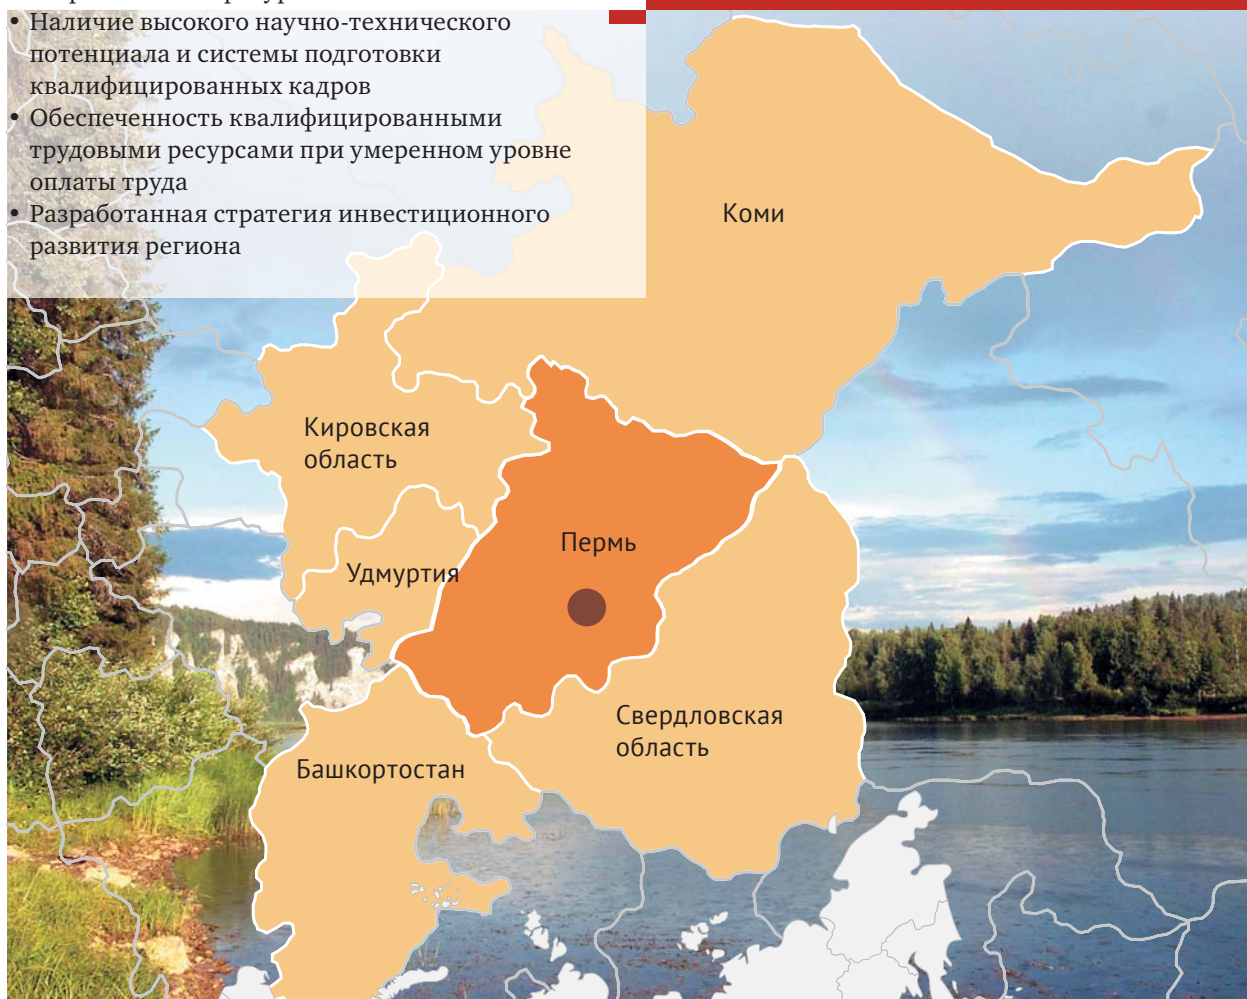 • Наличие высокого научно-технического
потенциала и системы подготовки
квалифицированных кадров
• Обеспеченность квалифицированными
трудовыми ресурсами при умеренном уровне
оплаты труда
• Разработанная стратегия инвестиционного
развития региона
Коми
Кировская
область
Пермь
Удмуртия
Свердловская
область
Башкортостан